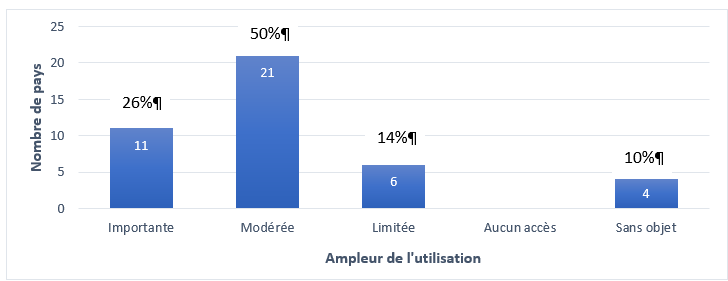 25
20
15
10
5
0
Nombre de pays
26%¶
50%¶
14%¶
10%¶
11
21
6
4
Importante
Modérée
Limitée
Aucun accès
Sans objet
Ampleur de l'utilisation